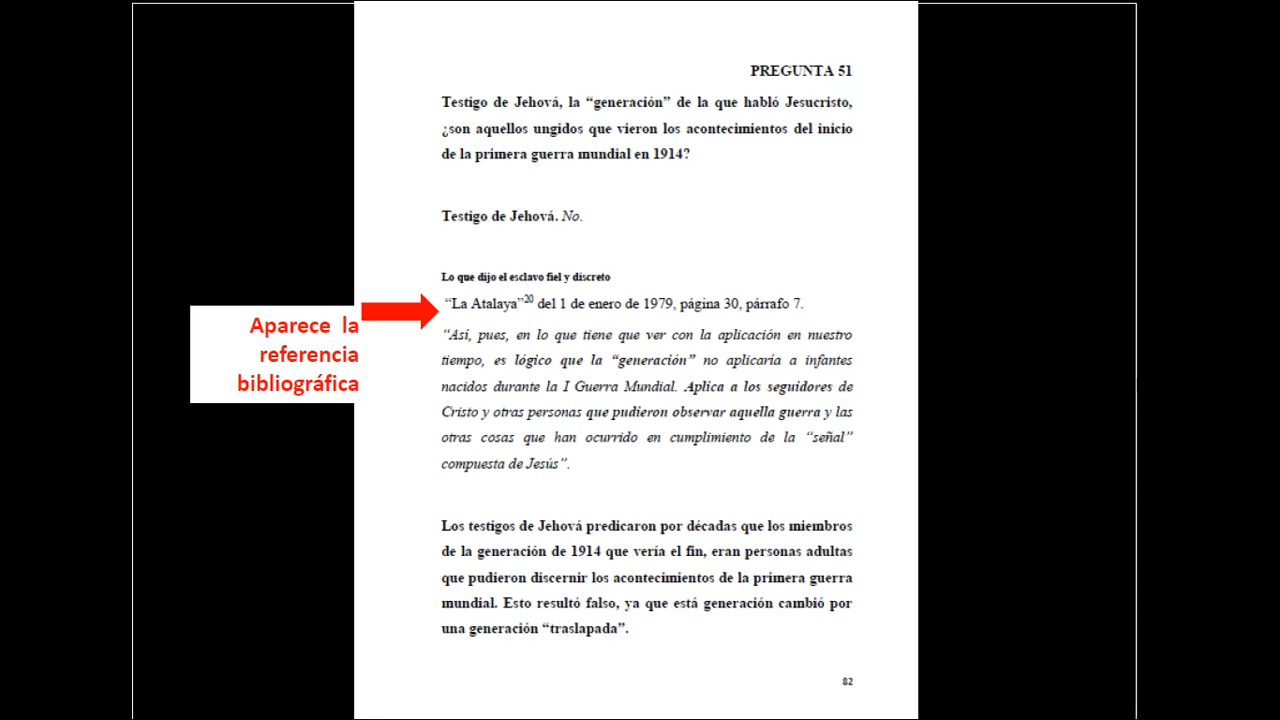 PREGUNTA 51
Testigo de Jehová, la “generación” de la que habló Jesucristo,
¿son aquellos ungidos que vieron los acontecimientos del inicio
de la primera guerra mundial en 1914?
Testigo de Jehová. No.
Lo que dijo el esclavo fiel y discreto
“La Atalaya”20 del 1 de enero de 1979, página 30, párrafo 7.
Aparece la
referencia
bibliográfica
“Así, pues, en lo que tiene que ver con la aplicación en nuestro
tiempo, es lógico que la “generación” no aplicaría a infantes
nacidos durante la I Guerra Mundial. Aplica a los seguidores de
Cristo y otras personas que pudieron observar aquella guerra y las
otras cosas que han ocurrido en cumplimiento de la “señal”
compuesta de Jesús”.
Los testigos de Jehová predicaron por décadas que los miembros
de la generación de 1914 que vería el fin, eran personas adultas
que pudieron discernir los acontecimientos de la primera guerra
mundial. Esto resultó falso, ya que está generación cambió por
una generación “traslapada”.
82